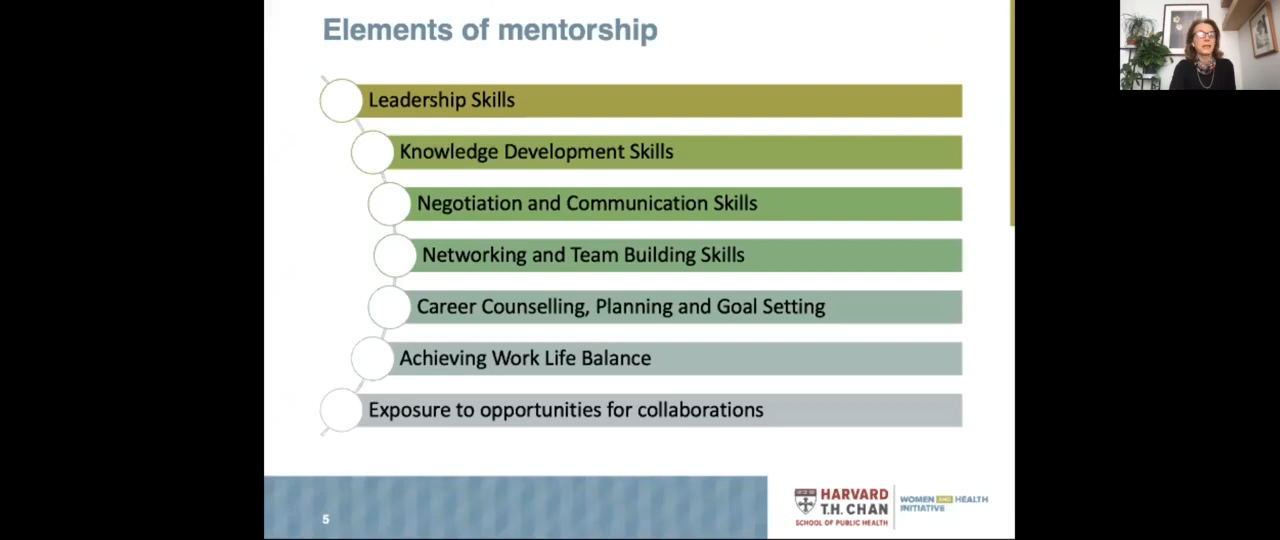 Elements of mentorship
Leadership Skills
Knowledge Development Skills
Negotiation and Communication Skills
Networking and Team Building Skills
Career Counselling, Planning and Goal Setting
Achieving Work Life Balance
Exposure to opportunities for collaborations
5
HARVARD
T.H. CHAN
SCHOOL OF PUBLIC HEALTH
WOMEN AND HEALTH
INITIATIVE